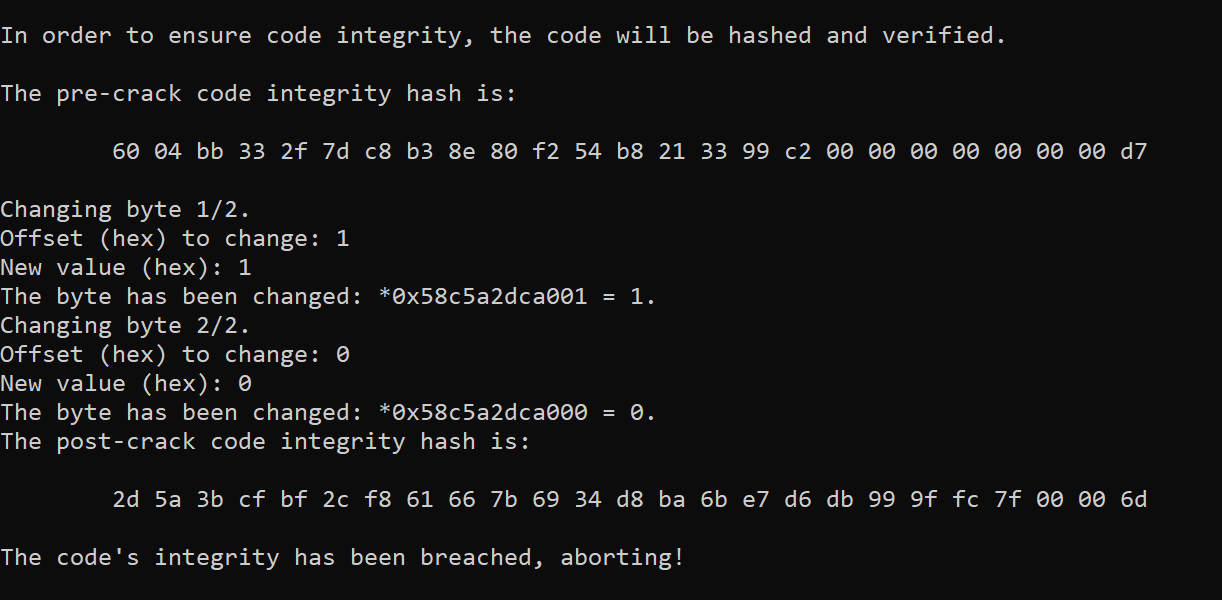 In order to ensure code integrity, the code will be hashed and verified.
The pre-crack code integrity hash is:
60 04 bb 33 2f 7d c8 b3 8e 80 f2 54 b8 21 33 99 c2 00 00 00 00 00 00 00 d7
Changing byte 1/2.
Offset (hex) to change: 1
New value (hex): 1
The byte has been changed: *0x58c5a2dca001 = 1.
Changing byte 2/2.
Offset (hex) to change: 0
New value (hex): 0
The byte has been changed: *0x58c5a2dca000 = 0.
The post-crack code integrity hash is:
2d 5a 3b cf bf 2c f8 61 66 7b 69 34 d8 ba 6b e7 d6 db 99 9f fc 7f 00 00 6d
The code's integrity has been breached, aborting!